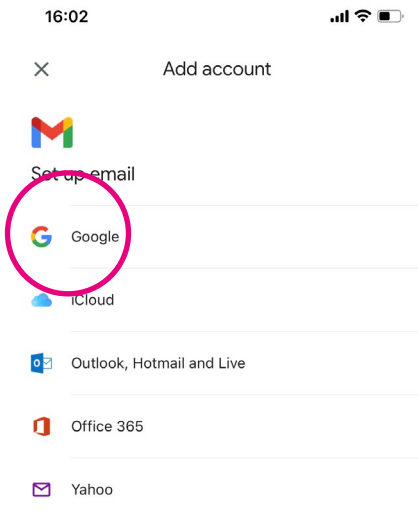 16:02
Add account
Set up email
Google
iCloud
Outlook, Hotmail and Live
Office 365
Yahoo